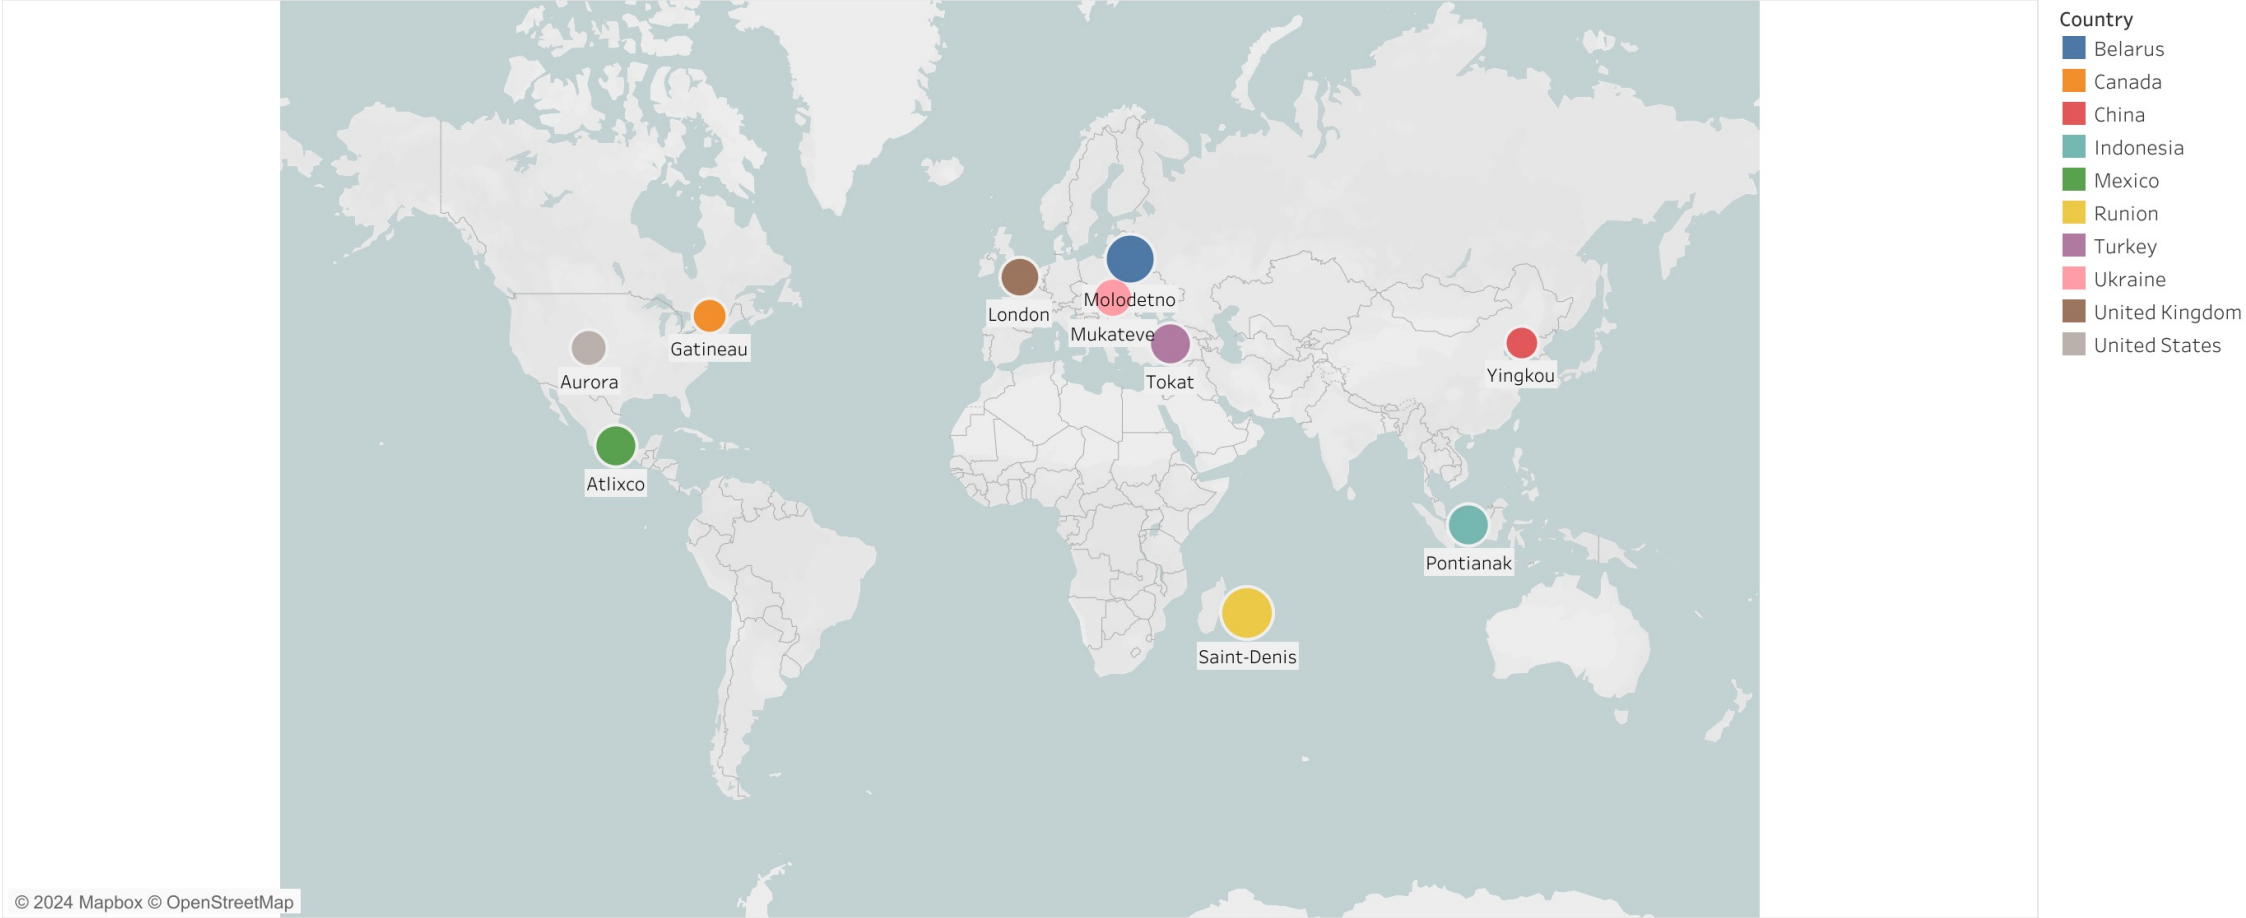 Country
Belarus
Canada
China
Indonesia
Mexico
Runion
Turkey
Ukraine
United Kingdom
United States
Molodetno
London
Mukateve
Gatineau
Yingkou
Aurora
Tokat
Atlixco
Pontianak
Saint-Denis
© 2024 Mapbox © OpenStreetMap